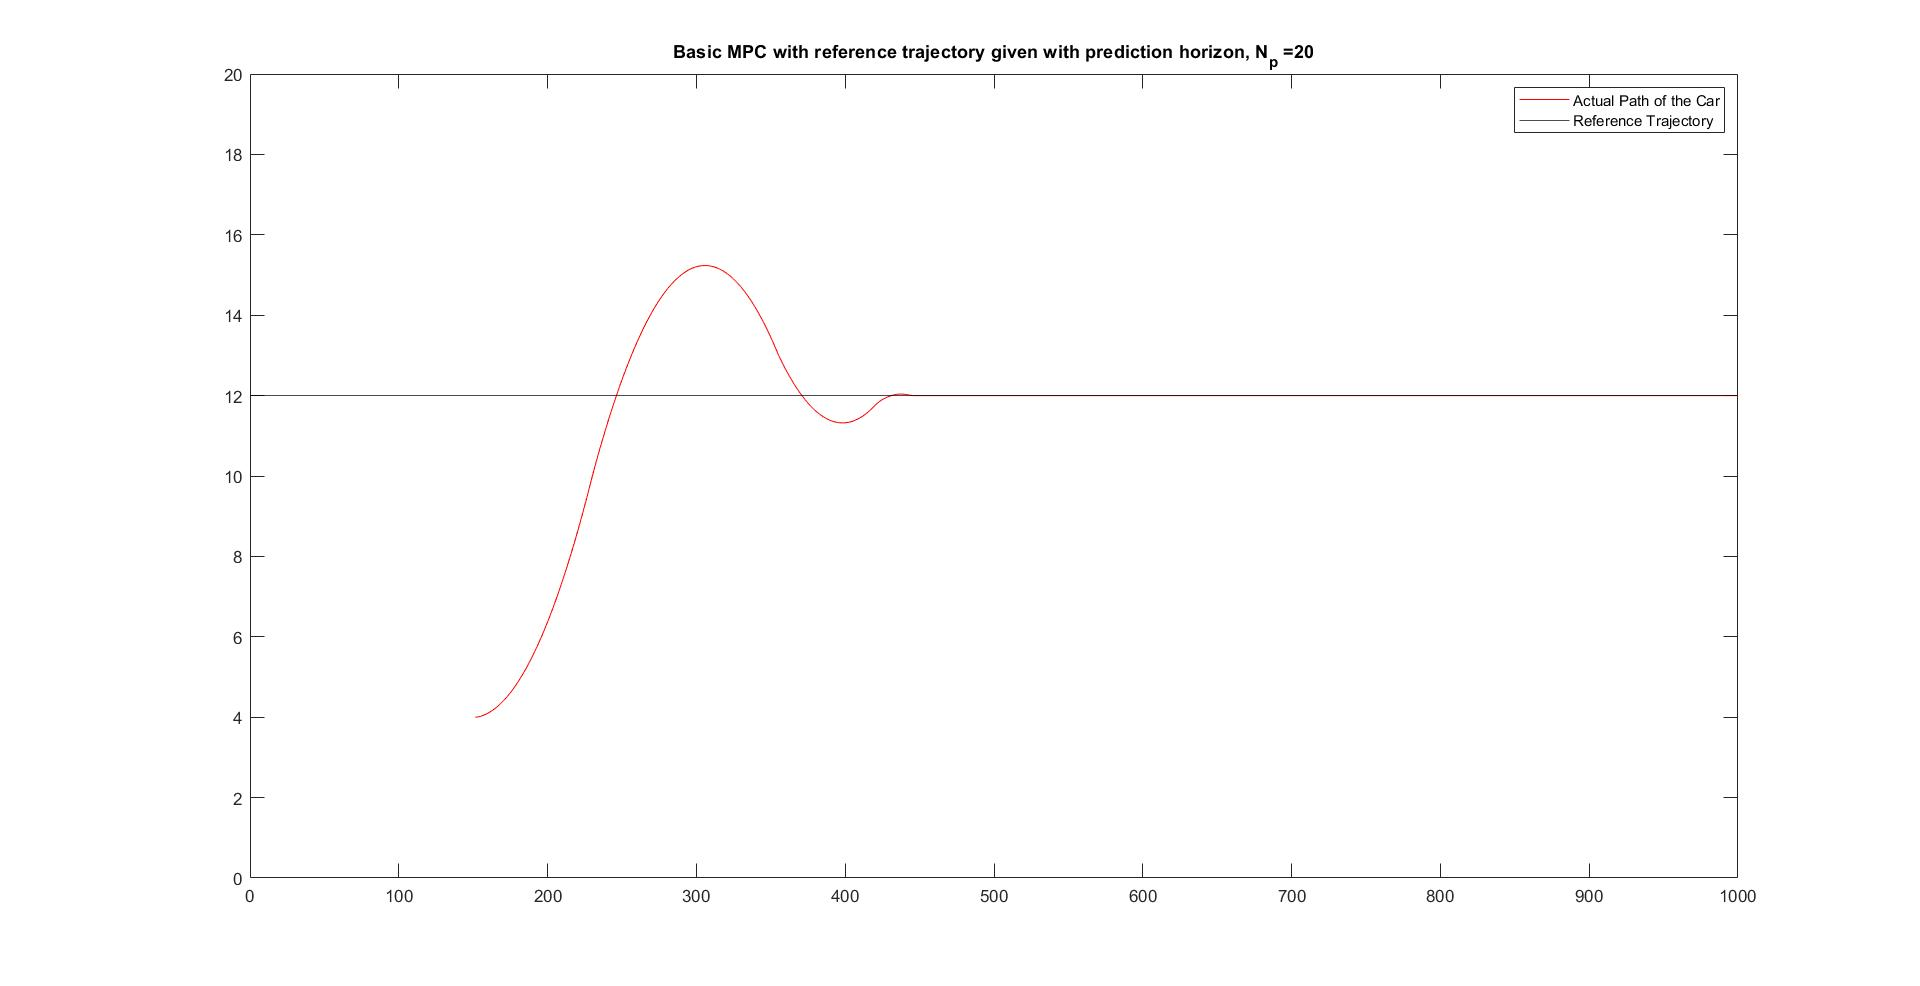 Basic MPC with reference trajectory given with prediction horizon, Np =20
20
18
16
14
12
10
8
6
4
2
0
Actual Path of the Car
Reference Trajectory
0 100 200 300 400 500 600 700 800 900 1000